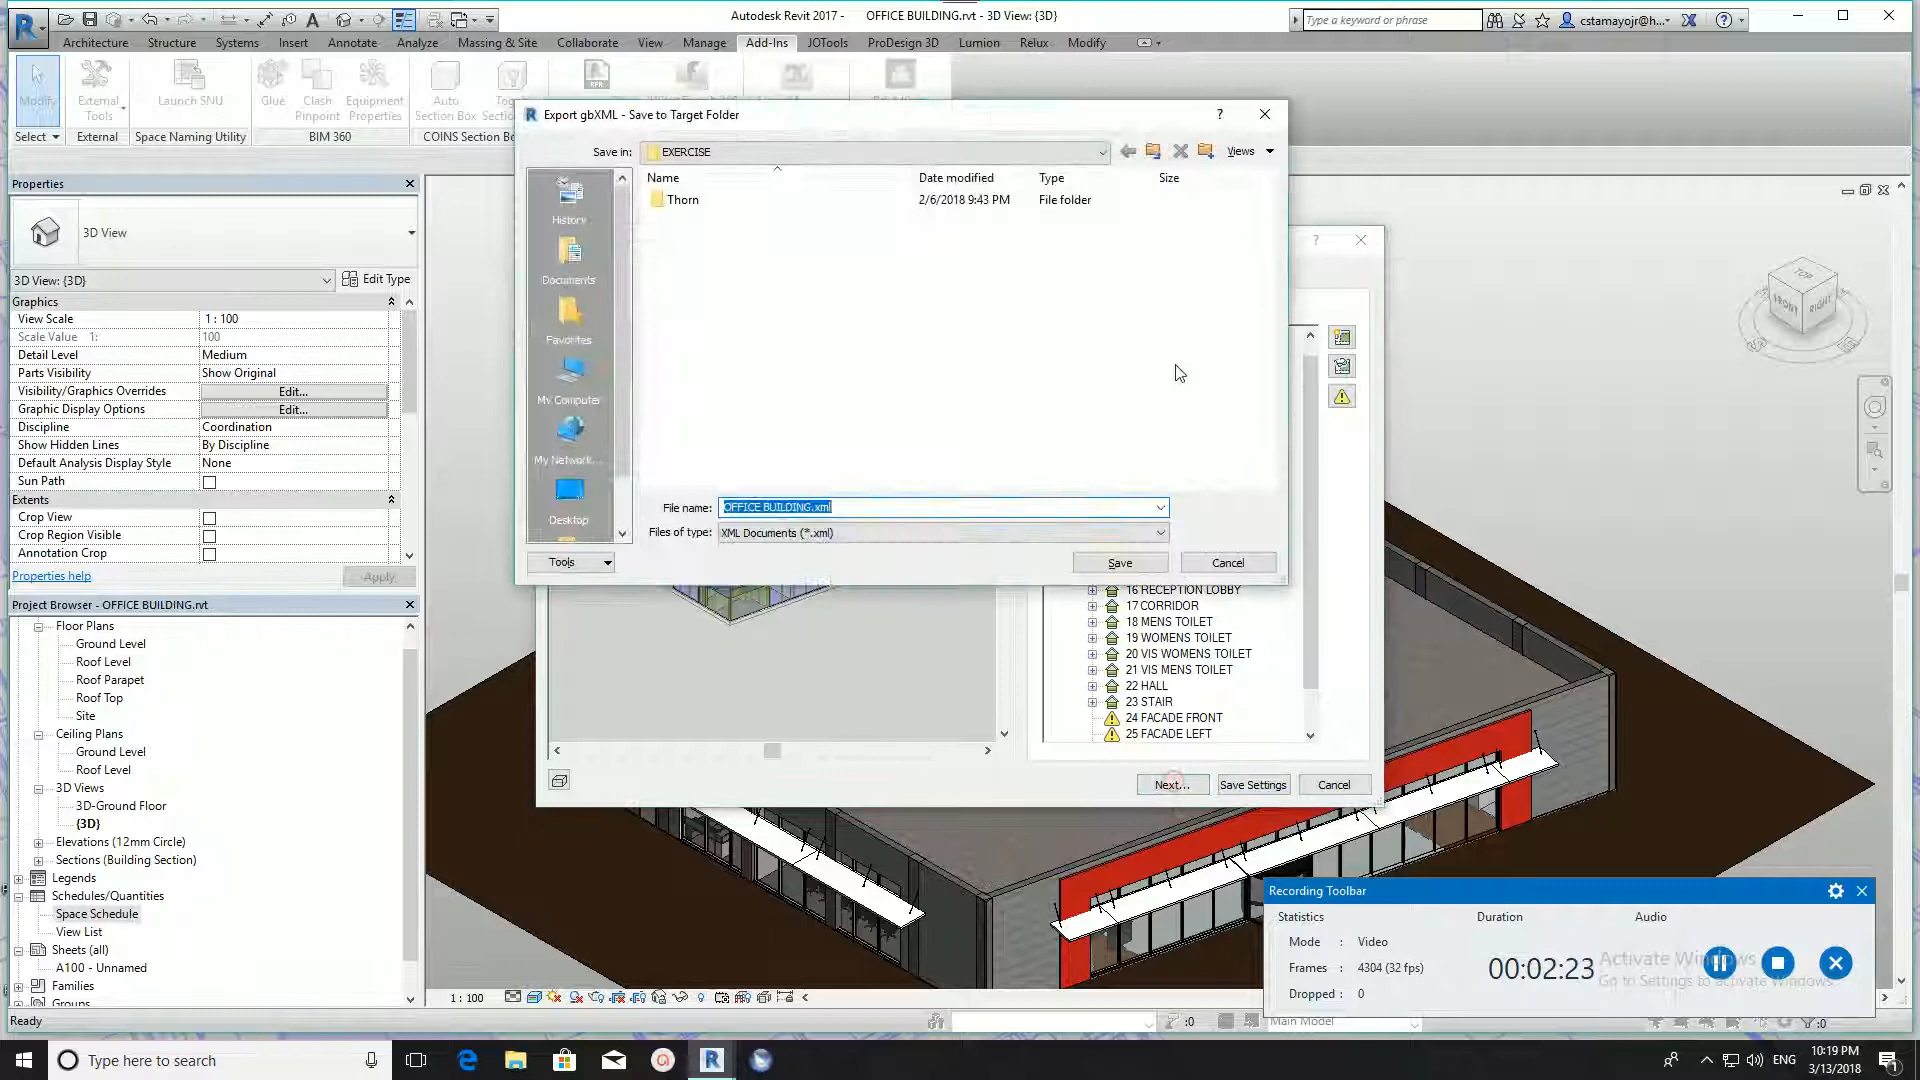 Autodesk Revit 2017 - OFFICE BUILDING.rvt - 3D View: {3D}
Type a keyword or phrase
cstamayojr@h...
Architecture Structure Systems Insert Annotate Analyze Massing & Site Collaborate View Manage Add-Ins JOTools ProDesign 3D Lumion Relux Modify
Modify
External Tools
Launch SNU
Glue
Clash Pinpoint
Equipment Properties
Auto Section Box
Select External Space Naming Utility BIM 360 COINS Section Bo
Export gbXML - Save to Target Folder
Save in: EXERCISE
Views
Name Date modified Type Size
Thorn 2/6/2018 9:43 PM File folder
History
Documents
Favorites
My Computer
My Network...
Desktop
File name: OFFICE BUILDING.xml
Files of type: XML Documents (*.xml)
Tools Save Cancel
Properties
3D View
3D View: {3D} Edit Type
Graphics
View Scale 1 : 100
Scale Value 1: 100
Detail Level Medium
Parts Visibility Show Original
Visibility/Graphics Overrides Edit...
Graphic Display Options Edit...
Discipline Coordination
Show Hidden Lines By Discipline
Default Analysis Display Style None
Sun Path
Extents
Crop View
Crop Region Visible
Annotation Crop
Properties help Apply
Project Browser - OFFICE BUILDING.rvt
Floor Plans
Ground Level
Roof Level
Roof Parapet
Roof Top
Site
Ceiling Plans
Ground Level
Roof Level
3D Views
3D-Ground Floor
{3D}
Elevations (12mm Circle)
Sections (Building Section)
Legends
Schedules/Quantities
Space Schedule
View List
Sheets (all)
A100 - Unnamed
Families
Groups
16 RECEPTION LOBBY
17 CORRIDOR
18 MENS TOILET
19 WOMENS TOILET
20 VIS WOMENS TOILET
21 VIS MENS TOILET
22 HALL
23 STAIR
24 FACADE FRONT
25 FACADE LEFT
Next... Save Settings Cancel
TOP
FRONT RIGHT
Recording Toolbar
Statistics Duration Audio
Mode : Video
Frames : 4304 (32 fps)
Dropped : 0
00:02:23
Activate Windows
Go to Settings to activate Windows.
1 : 100
Ready
:0
Main Model
:0
Type here to search
ENG
10:19 PM
3/13/2018
1